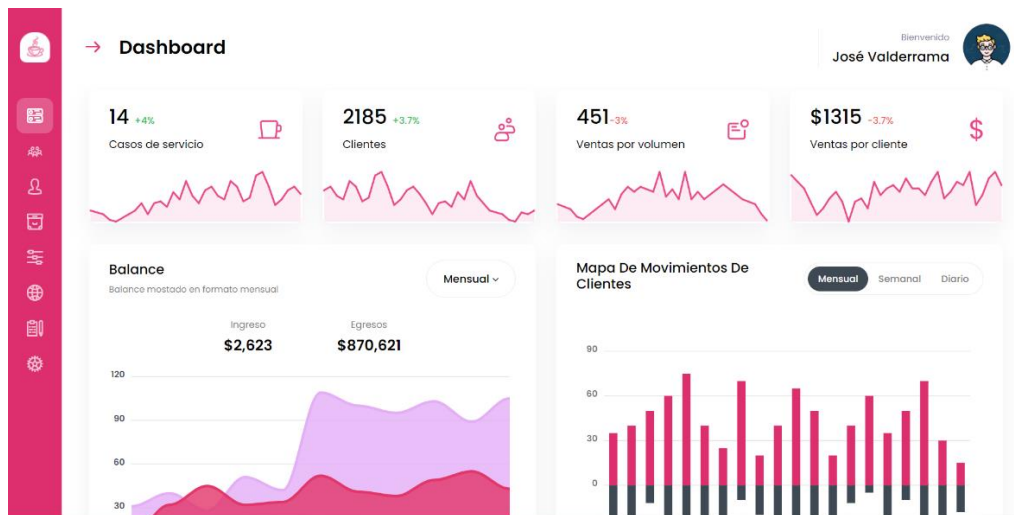 Dashboard
Bienvenido
José Valderrama
14 +4%
Casos de servicio
2185 +3.7%
Clientes
451 -3%
Ventas por volumen
$1315 -3.7%
Ventas por cliente
$
Balance
Balance mostado en formato mensual
Mensual
Ingreso
$2,623
Egresos
$870,621
120
90
60
30
Mapa De Movimientos De
Clientes
Mensual Semanal Diario
90
60
30
0